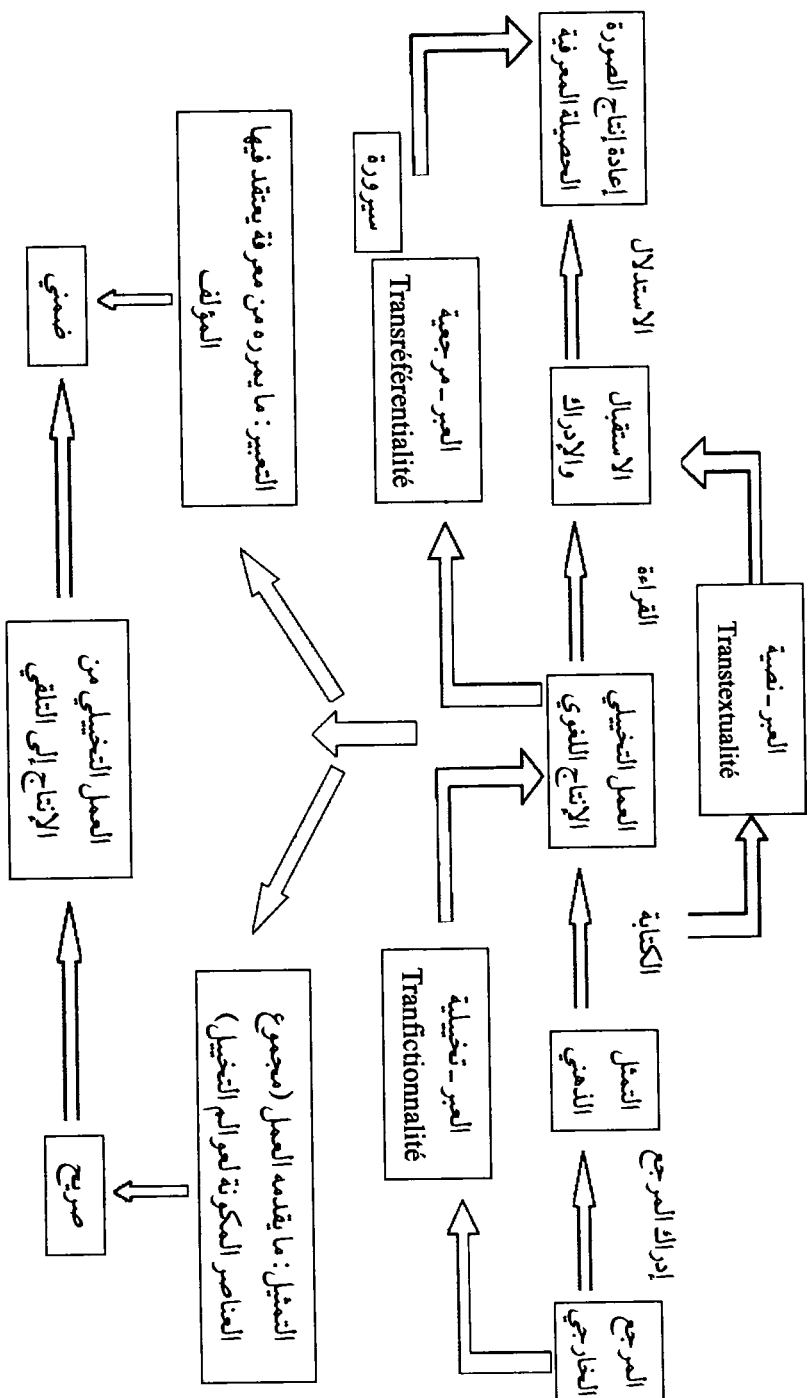 العبر-نصية
Transtextualité
المرجع
الخارجي
إدراك المرجع
التمثل
الذهني
الكتابة
العمل التخييلي
الإنتاج اللغوي
القراءة
الاستقبال
والإدراك
الاستدلال
إعادة إنتاج الصورة
الحصيلة المعرفية
العبر-تخييلية
Tranfictionnalité
العبر-مرجعية
Transréférentialité
سيرورة
التمثيل: ما يقدمه العمل (مجموع
العناصر المكونة لعوالم التخييل)
التعبير: ما يمرره من معرفة يعتقد فيها
المؤلف
صريح
العمل التخييلي من
الإنتاج إلى التلقي
ضمني